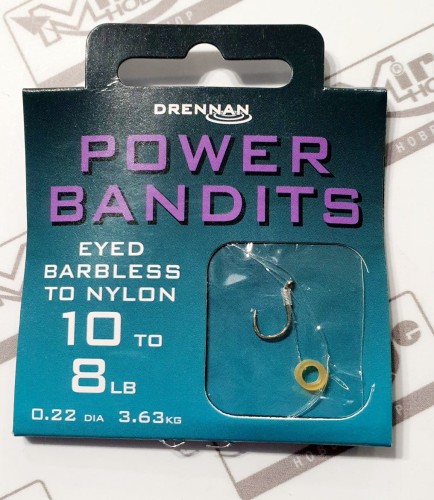 DRENNAN
POWER
BANDITS
EYED
BARBLESS
TO NYLON
10 TO
8 LB
0.22 DIA 3.63KG